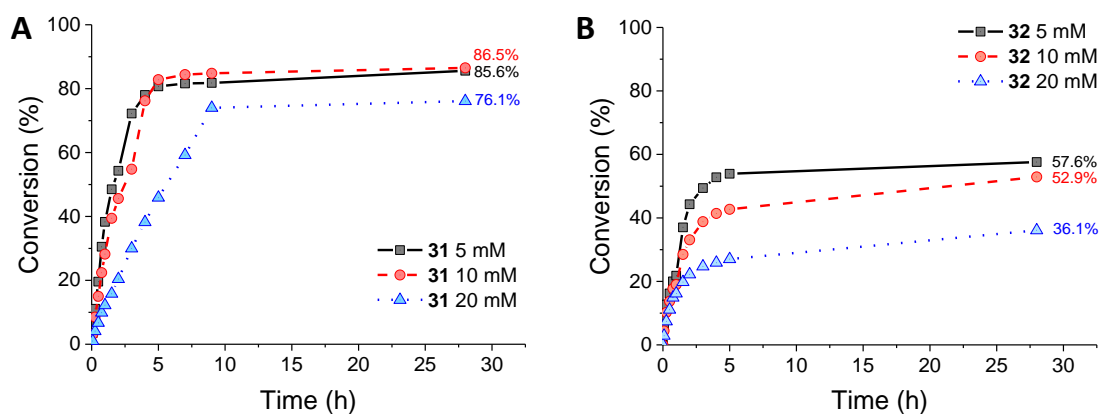 A
100
80
60
40
20
0
0 5 10 15 20 25 30
Conversion (%)
Time (h)
86.5%
85.6%
76.1%
31 5 mM
31 10 mM
31 20 mM
B
100
80
60
40
20
0
0 5 10 15 20 25 30
Conversion (%)
Time (h)
32 5 mM
32 10 mM
32 20 mM
57.6%
52.9%
36.1%